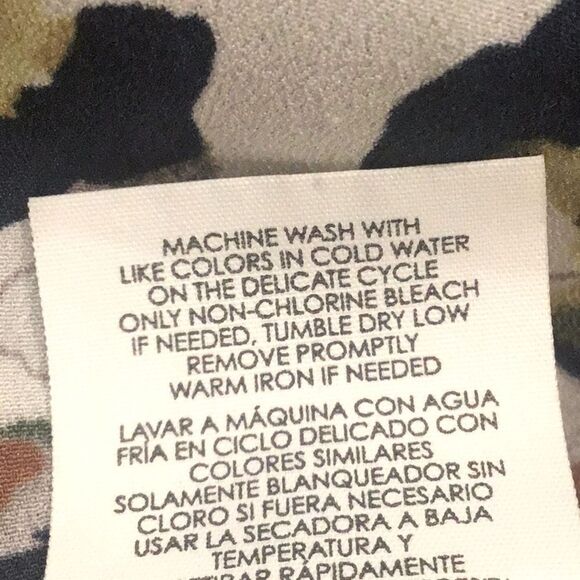 MACHINE WASH WITH
LIKE COLORS IN COLD WATER
ON THE DELICATE CYCLE
ONLY NON-CHLORINE BLEACH
IF NEEDED, TUMBLE DRY LOW
REMOVE PROMPTLY
WARM IRON IF NEEDED
LAVAR A MÁQUINA CON AGUA
FRÍA EN CICLO DELICADO CON
COLORES SIMILARES
SOLAMENTE BLANQUEADOR SIN
CLORO SI FUERA NECESARIO
USAR LA SECADORA A BAJA
TEMPERATURA Y
RÁPIDAMENTE